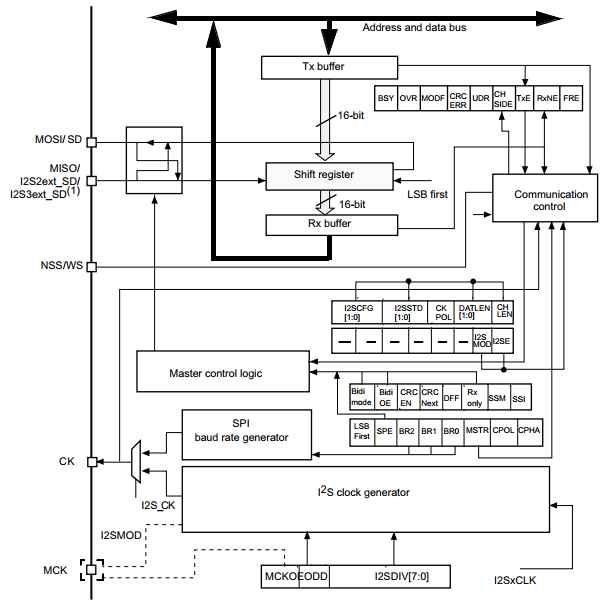 Address and data bus
Tx buffer
BSY OVR MODF CRC ERR UDR CH SIDE TxE RxNE FRE
16-bit
MOSI/ SD
MISO/
I2S2ext_SD/
I2S3ext_SD(1)
Shift register
LSB first
Communication
control
16-bit
Rx buffer
NSS/WS
I2SCFG [1:0] I2SSTD [1:0] CK POL DATLEN [1:0] CH LEN
I2S MOD I2SE
Master control logic
Bidi mode Bidi OE CRC EN CRC Next DFF Rx only SSM SSI
LSB First SPE BR2 BR1 BR0 MSTR CPOL CPHA
SPI
baud rate generator
CK
I2S clock generator
I2S_CK
I2SMOD
MCK
MCKOE ODD I2SDIV[7:0]
I2SxCLK